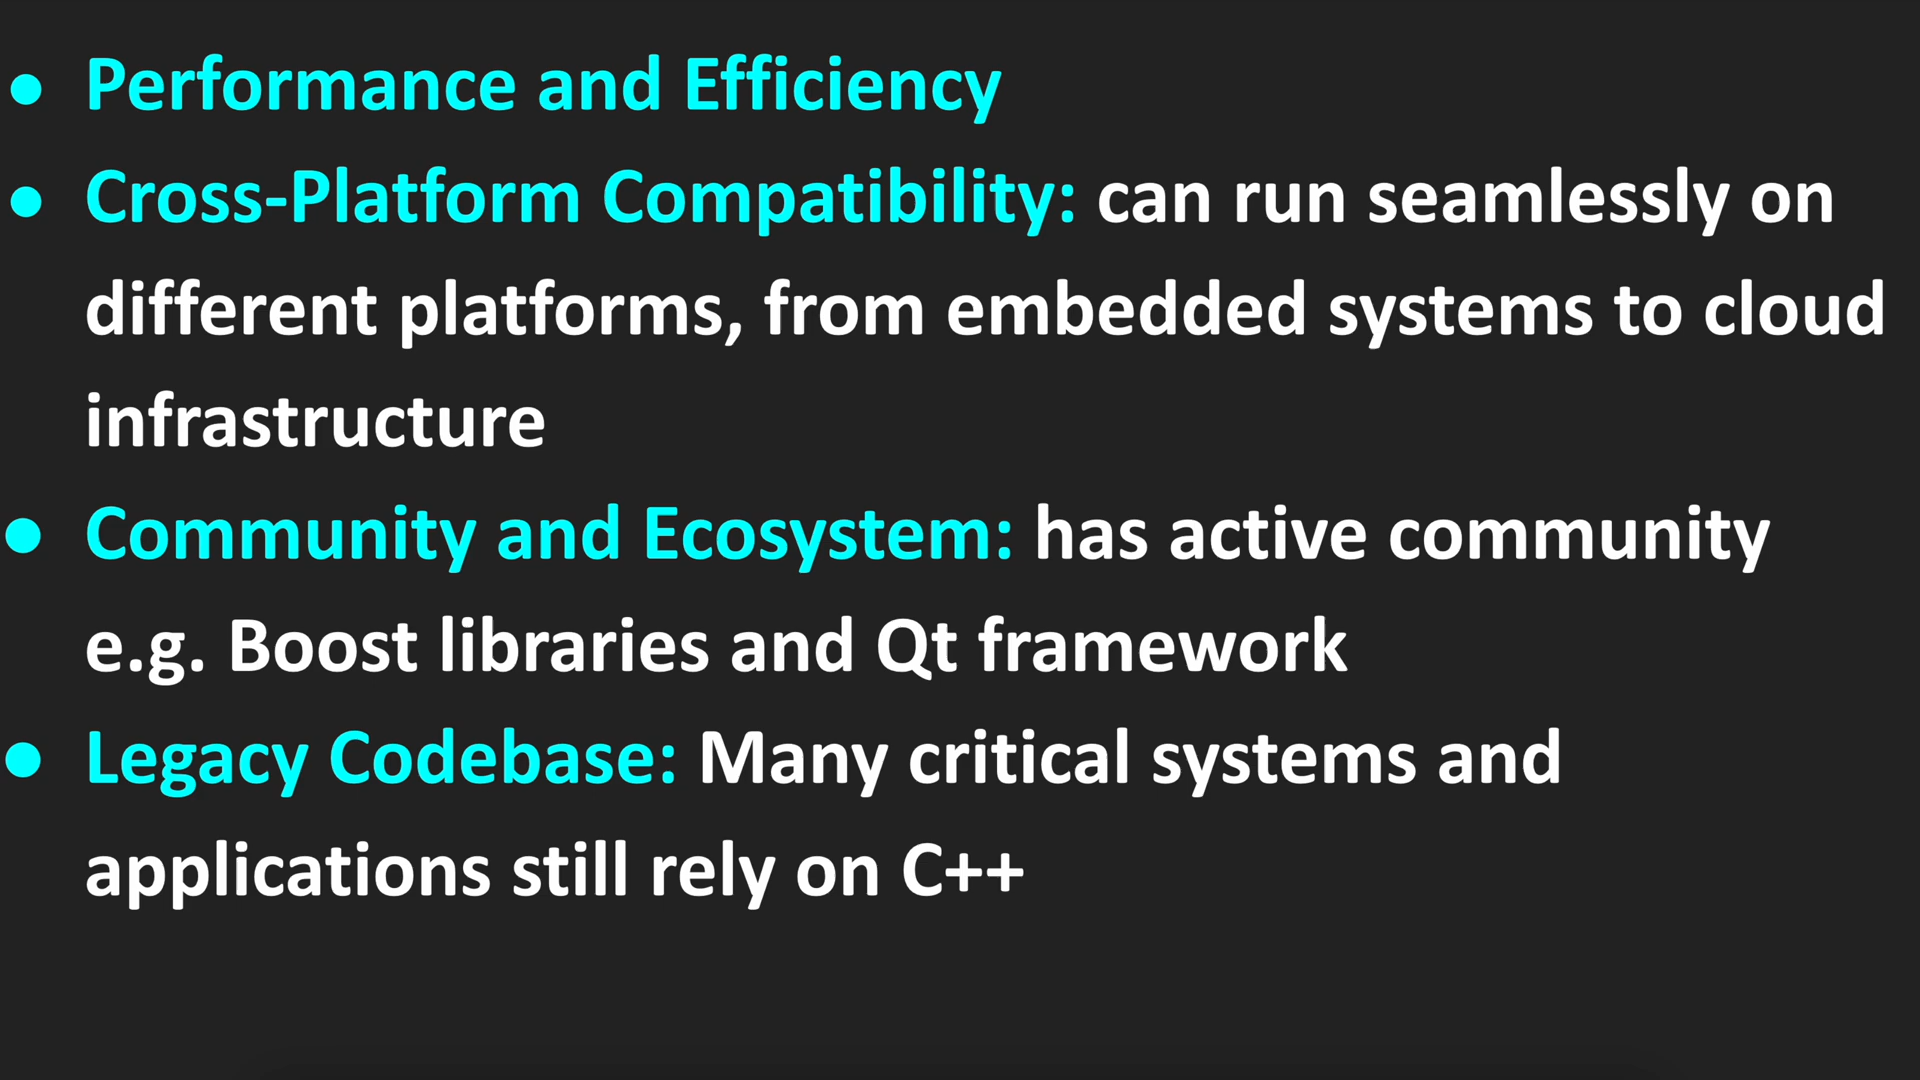 • Performance and Efficiency
• Cross-Platform Compatibility: can run seamlessly on
different platforms, from embedded systems to cloud
infrastructure
• Community and Ecosystem: has active community
e.g. Boost libraries and Qt framework
• Legacy Codebase: Many critical systems and
applications still rely on C++